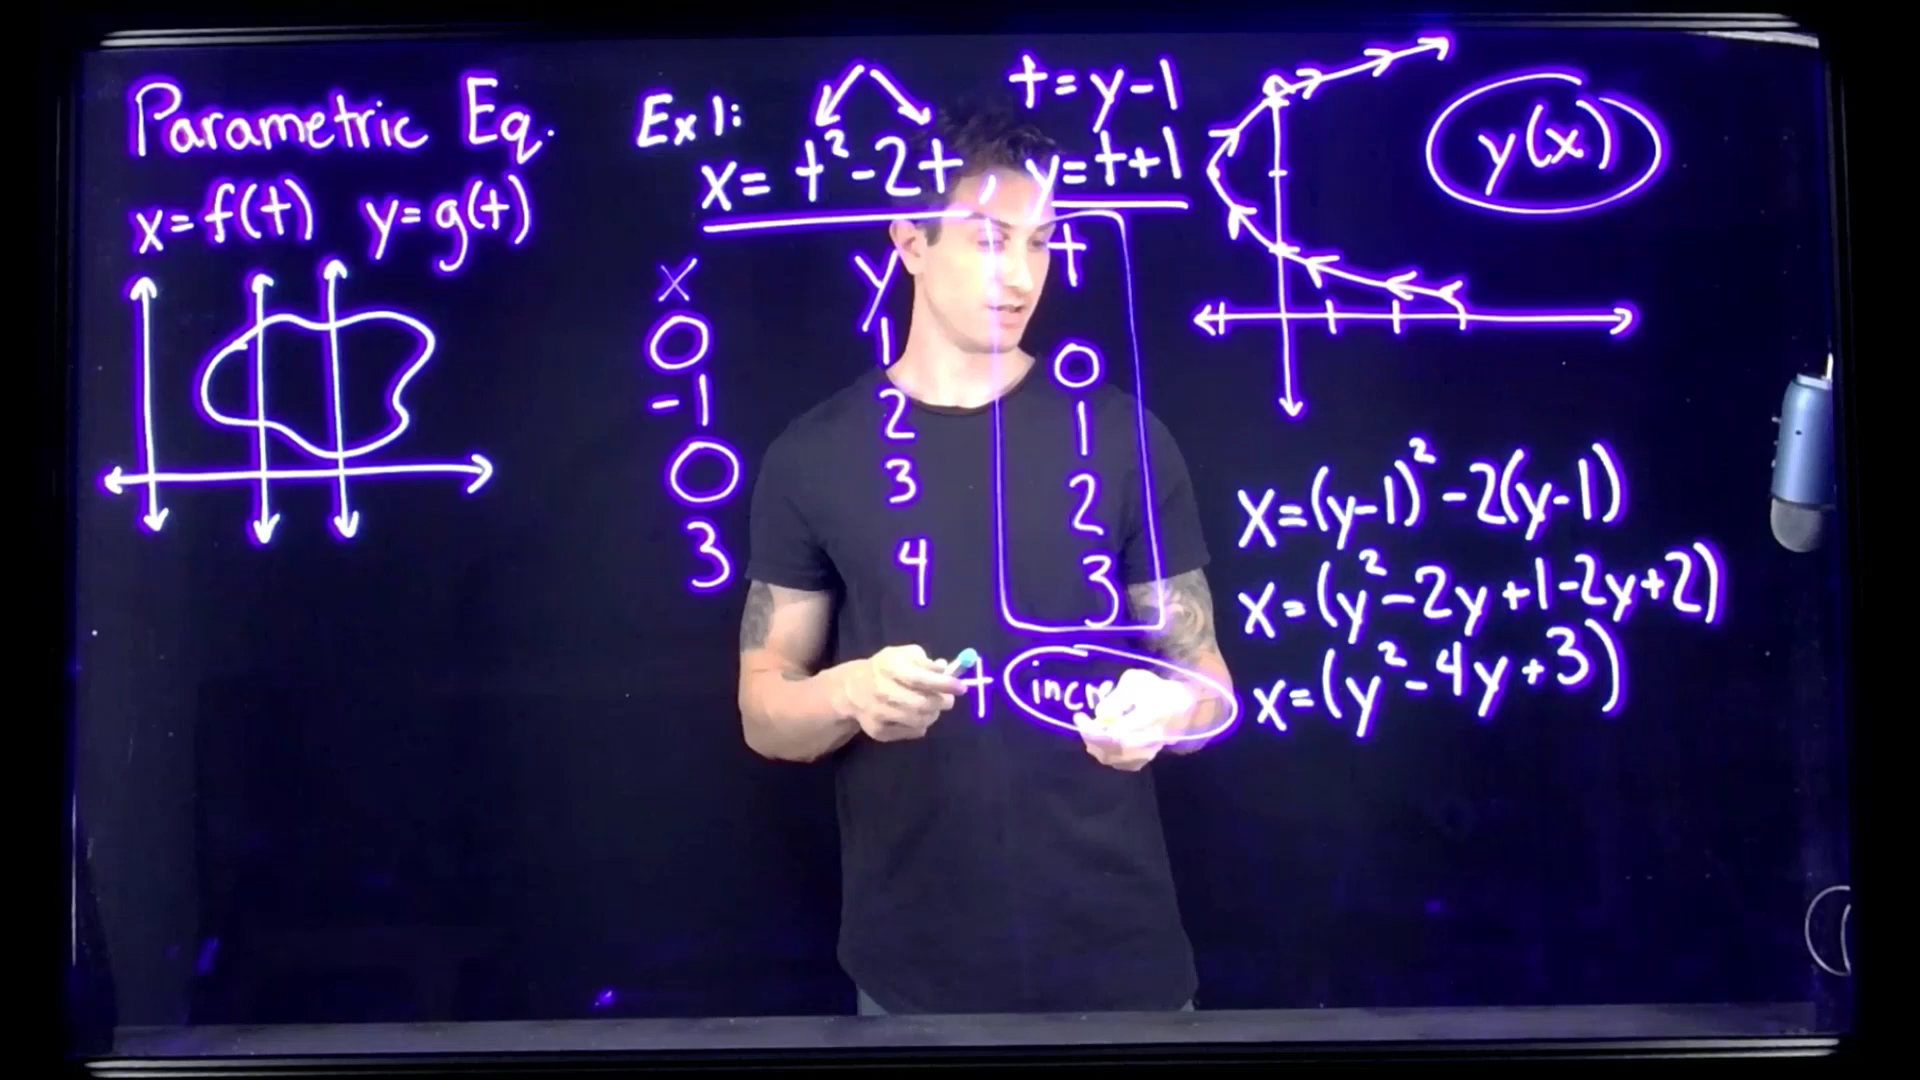 Parametric Eq.
x=f(t) y=g(t)
Ex 1:
t=y-1
x=t²-2t, y=t+1
x y t
0 1 0
-1 2 1
0 3 2
3 4 3
t
y(x)
x=(y-1)²-2(y-1)
x=(y²-2y+1-2y+2)
x=(y²-4y+3)